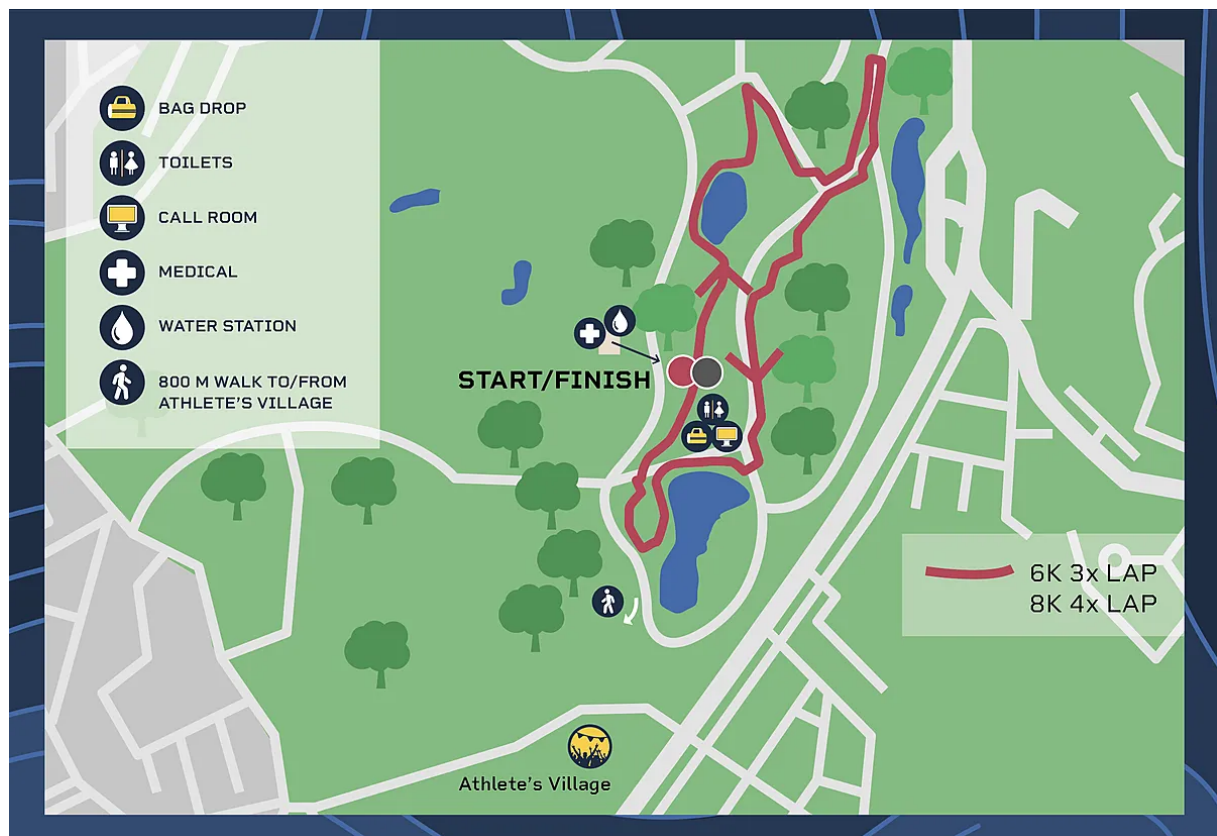 BAG DROP
TOILETS
CALL ROOM
MEDICAL
WATER STATION
800 M WALK TO/FROM
ATHLETE'S VILLAGE
START/FINISH
6K 3x LAP
8K 4x LAP
Athlete's Village